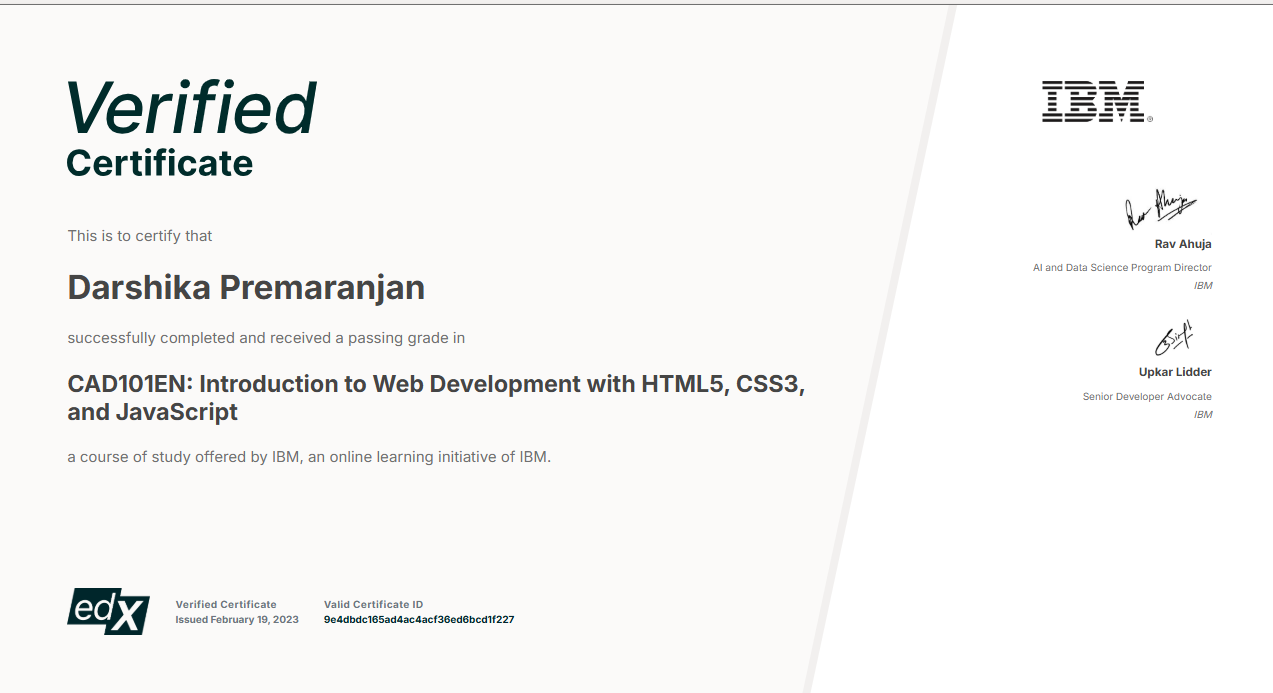 Verified
Certificate
This is to certify that
Darshika Premaranjan
successfully completed and received a passing grade in
CAD101EN: Introduction to Web Development with HTML5, CSS3,
and JavaScript
a course of study offered by IBM, an online learning initiative of IBM.
edX
Verified Certificate
Issued February 19, 2023
Valid Certificate ID
9e4dbdc165ad4ac4acf36ed6bcd1f227
IBM®
Rav Ahuja
Rav Ahuja
AI and Data Science Program Director
IBM
Upkar Lidder
Senior Developer Advocate
IBM